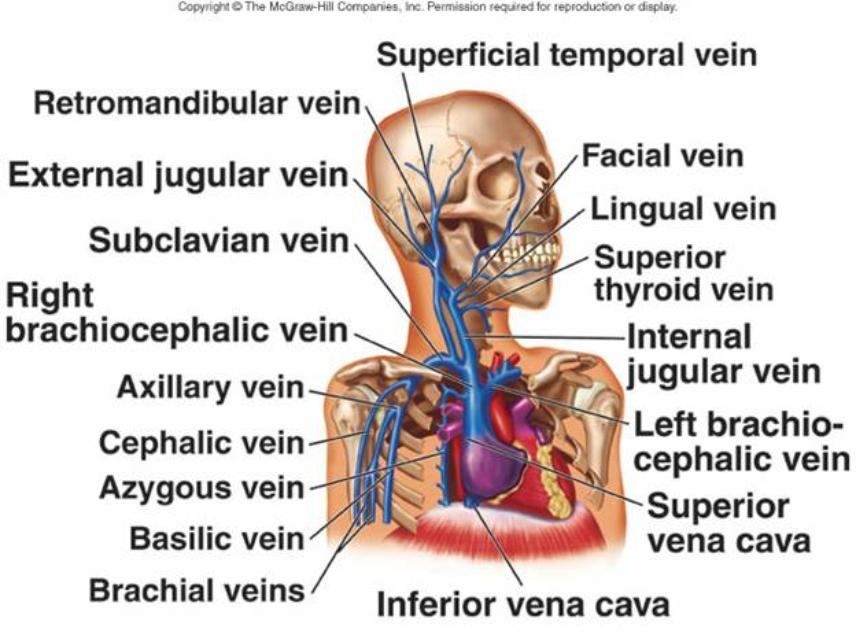 Copyright © The McGraw-Hill Companies, Inc. Permission required for reproduction or display.
Superficial temporal vein
Retromandibular vein
External jugular vein
Subclavian vein
Right
brachiocephalic vein
Axillary vein
Cephalic vein
Azygous vein
Basilic vein
Brachial veins
Facial vein
Lingual vein
Superior
thyroid vein
Internal
jugular vein
Left brachio-
cephalic vein
Superior
vena cava
Inferior vena cava